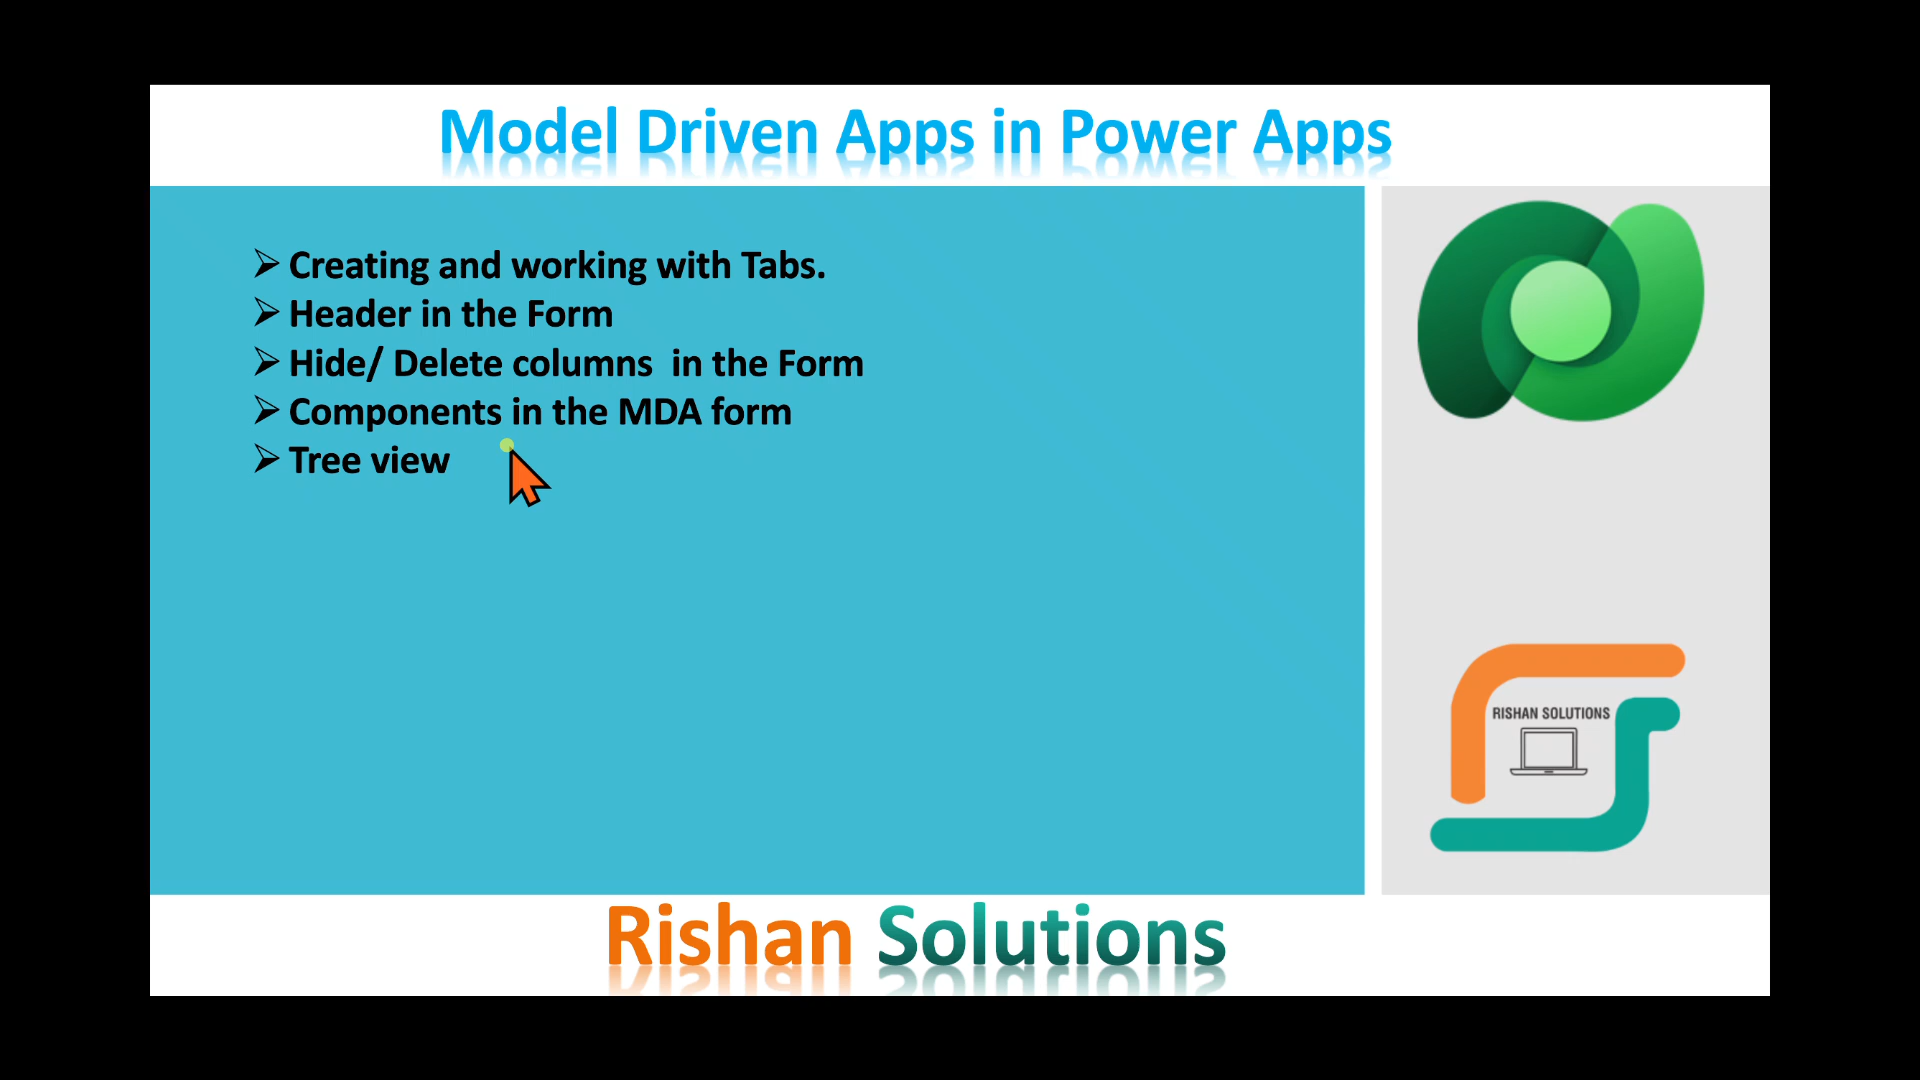 Model Driven Apps in Power Apps
Creating and working with Tabs.
Header in the Form
Hide/ Delete columns  in the Form
Components in the MDA form
Tree view
RISHAN SOLUTIONS
Rishan Solutions